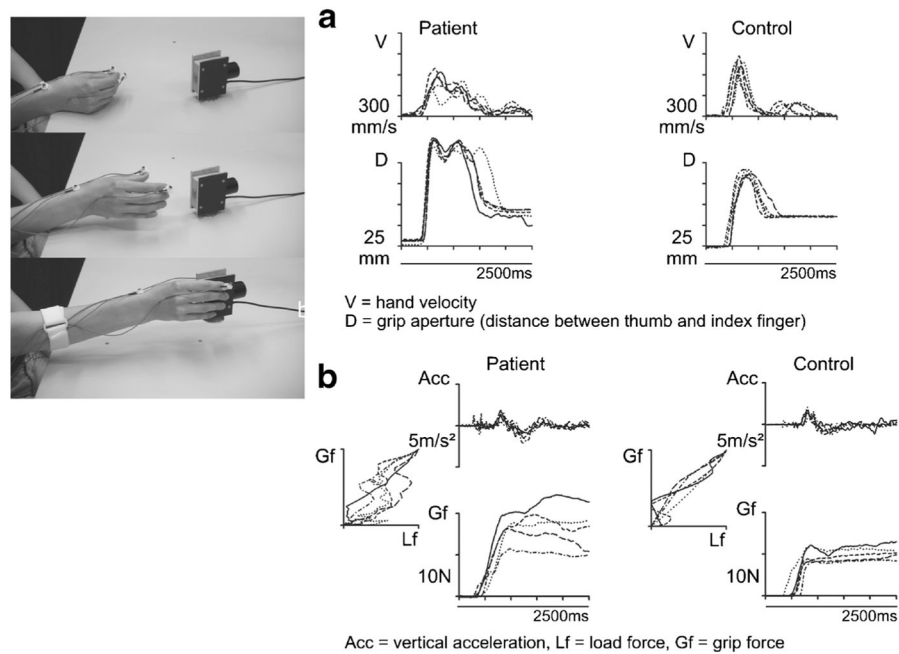 a
Patient
Control
V
300
mm/s
D
25
mm
2500ms
V
300
mm/s
D
25
mm
2500ms
V = hand velocity
D = grip aperture (distance between thumb and index finger)
b
Patient
Control
Acc
5m/s²
Gf
Lf
Gf
10N
2500ms
Acc
5m/s²
Gf
Lf
Gf
10N
2500ms
Acc = vertical acceleration, Lf = load force, Gf = grip force
b